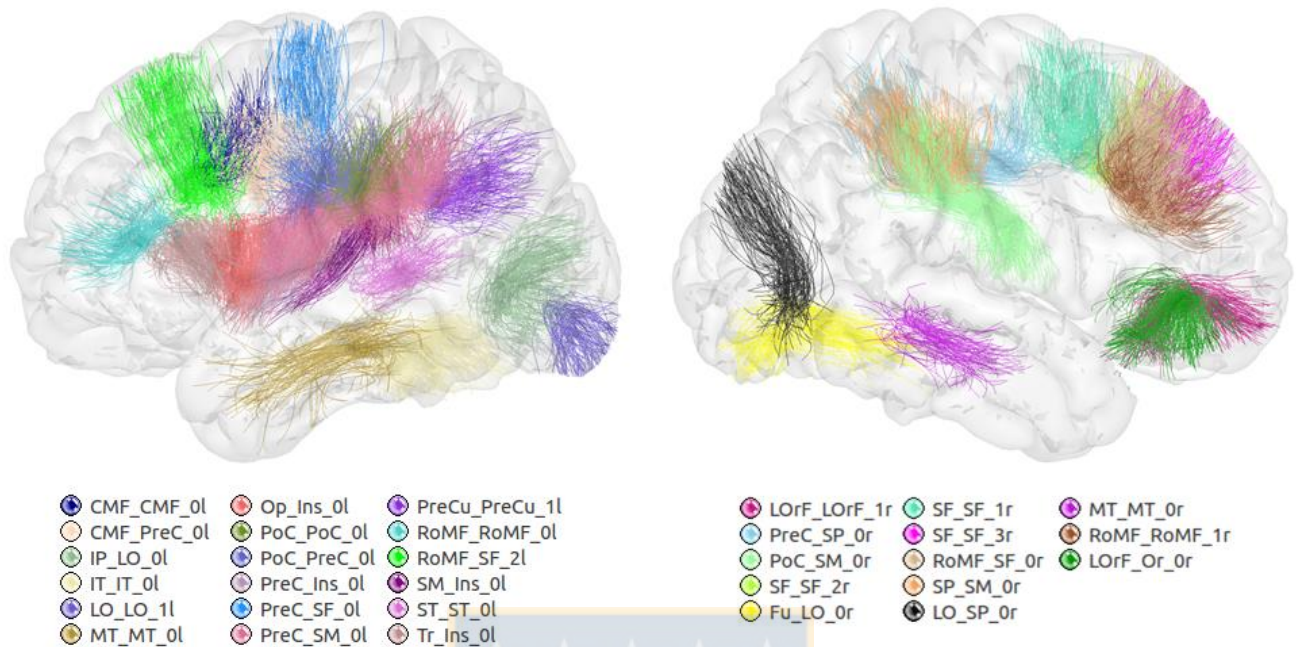 CMF_CMF_0l Op_Ins_0l PreCu_PreCu_1l
CMF_PreC_0l PoC_PoC_0l RoMF_RoMF_0l
IP_LO_0l PoC_PreC_0l RoMF_SF_2l
IT_IT_0l PreC_Ins_0l SM_Ins_0l
LO_LO_1l PreC_SF_0l ST_ST_0l
MT_MT_0l PreC_SM_0l Tr_Ins_0l
LOrF_LOrF_1r SF_SF_1r MT_MT_0r
PreC_SP_0r SF_SF_3r RoMF_RoMF_1r
PoC_SM_0r RoMF_SF_0r LOrF_Or_0r
SF_SF_2r SP_SM_0r
Fu_LO_0r LO_SP_0r